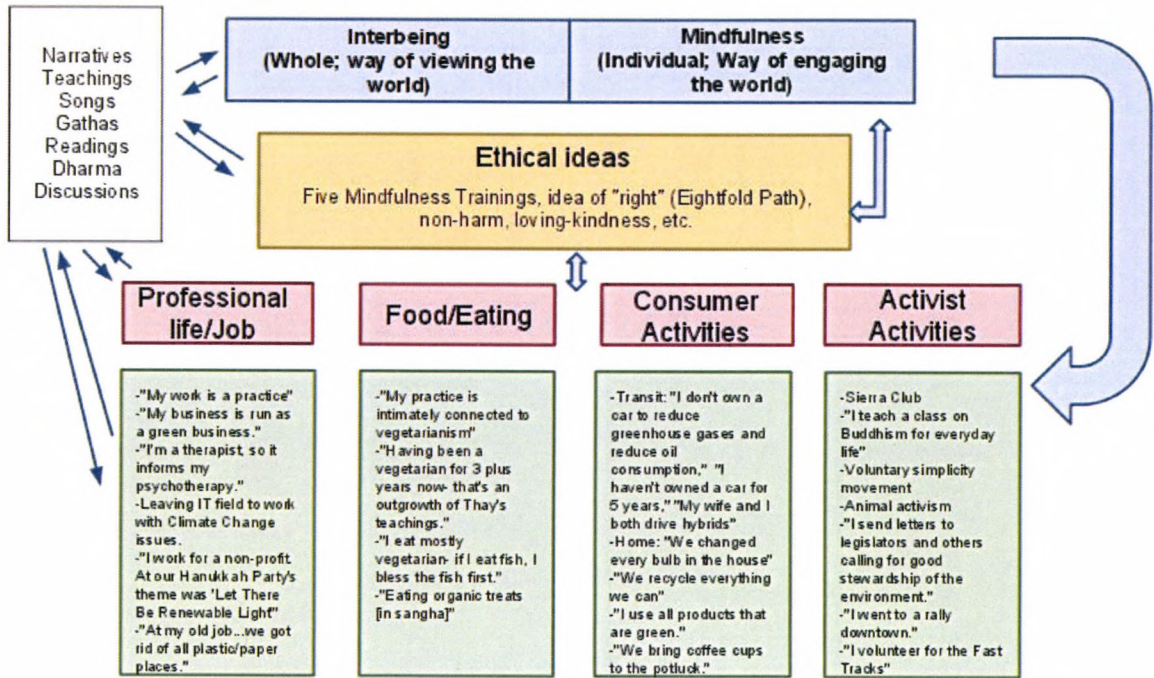 Narratives
Teachings
Songs
Gathas
Readings
Dharma
Discussions
Interbeing
(Whole; way of viewing the
world)
Mindfulness
(Individual; Way of engaging
the world)
Ethical ideas
Five Mindfulness Trainings, idea of "right" (Eightfold Path),
non-harm, loving-kindness, etc.
Professional
life/Job
-"My work is a practice"
-"My business is run as
a green business."
-"I'm a therapist, so it
informs my
psychotherapy."
-Leaving IT field to work
with Climate Change
issues.
-"I work for a non-profit.
At our Hanukkah Party's
theme was 'Let There
Be Renewable Light'"
-"At my old job...we got
rid of all plastic/paper
places."
Food/Eating
-"My practice is
intimately connected to
vegetarianism"
-"Having been a
vegetarian for 3 plus
years now- that's an
outgrowth of Thay's
teachings."
-"I eat mostly
vegetarian- if I eat fish, I
bless the fish first."
-"Eating organic treats
[in sangha]"
Consumer
Activities
-Transit: "I don't own a
car to reduce
greenhouse gases and
reduce oil
consumption," "I
haven't owned a car for
5 years," "My wife and I
both drive hybrids"
-Home: "We changed
every bulb in the house"
-"We recycle everything
we can"
-"I use all products that
are green."
-"We bring coffee cups
to the potluck."
Activist
Activities
-Sierra Club
-"I teach a class on
Buddhism for everyday
life"
-Voluntary simplicity
movement
-Animal activism
-"I send letters to
legislators and others
calling for good
stewardship of the
environment."
-"I went to a rally
downtown."
-"I volunteer for the Fast
Tracks"